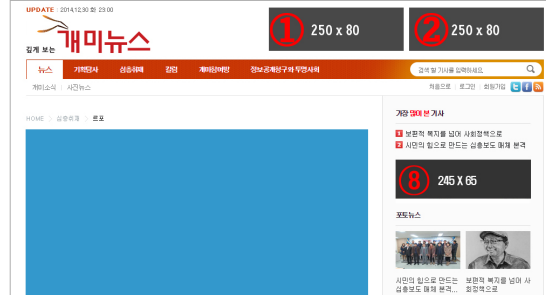 UPDATE : 2014.12.30 화 23:00
깊게 보는 개미뉴스
① 250 x 80
② 250 x 80
뉴스 기획답사 심층취재 칼럼 개미참여방 정보공개청구와 투명사회
검색 할 기사를 입력하세요
개미소식 사진뉴스
처음으로 로그인 회원가입
HOME > 심층취재 > 르포
가장 많이 본 기사
1 보편적 복지를 넘어 사회정책으로
2 시민의 힘으로 만드는 심층보도 매체 본격
⑧ 245 X 65
포토뉴스
시민의 힘으로 만드는 심층보도 매체 본격...
보편적 복지를 넘어 사회정책으로